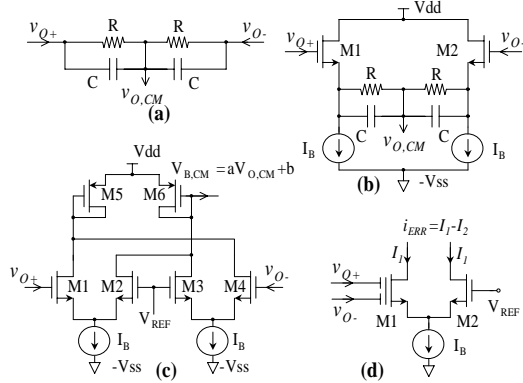 v_{O+} R R v_{O-}
C C
v_{O,CM}
(a)
Vdd
v_{O+} M1 M2 v_{O-}
R R
C C
I_B v_{O,CM} I_B
(b) -Vss
Vdd V_{B,CM} =aV_{O,CM}+b
M5 M6
v_{O+} M1 M2 M3 M4 v_{O-}
V_{REF}
I_B I_B
-Vss (c) -Vss
i_{ERR}=I_1-I_2
I_1 I_1
v_{O+}
v_{O-} M1 M2 V_{REF}
I_B
(d)